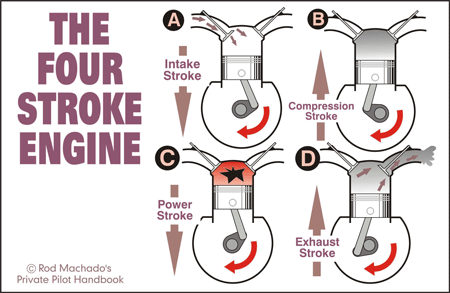 THE
FOUR
STROKE
ENGINE
A
Intake
Stroke
B
Compression
Stroke
C
Power
Stroke
D
Exhaust
Stroke
© Rod Machado's
Private Pilot Handbook